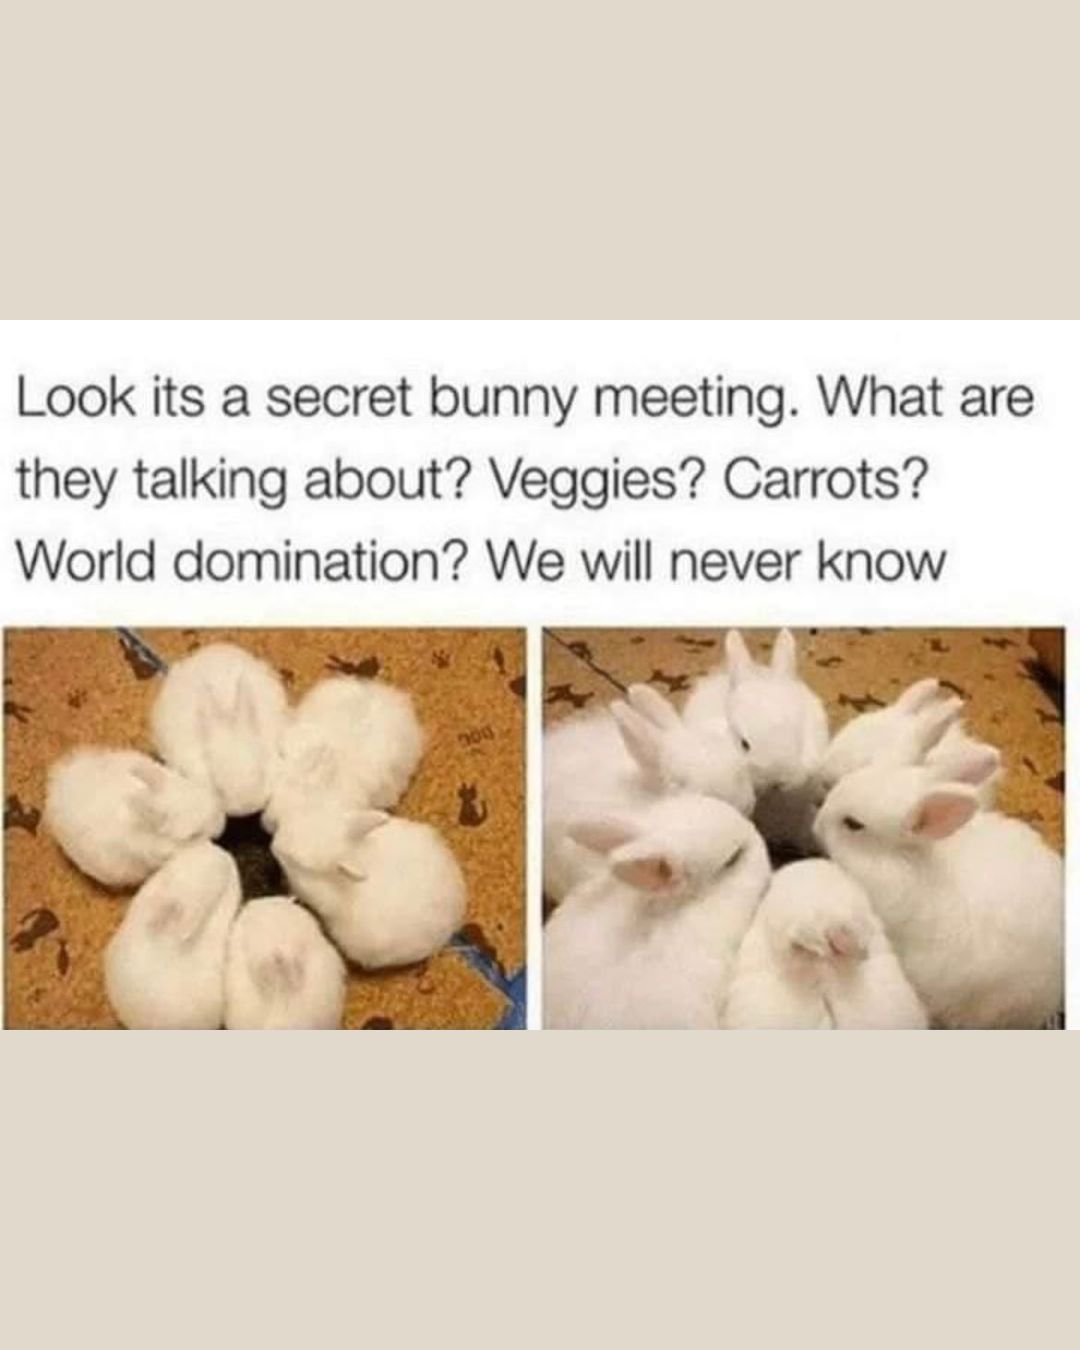 Look its a secret bunny meeting. What are
they talking about? Veggies? Carrots?
World domination? We will never know